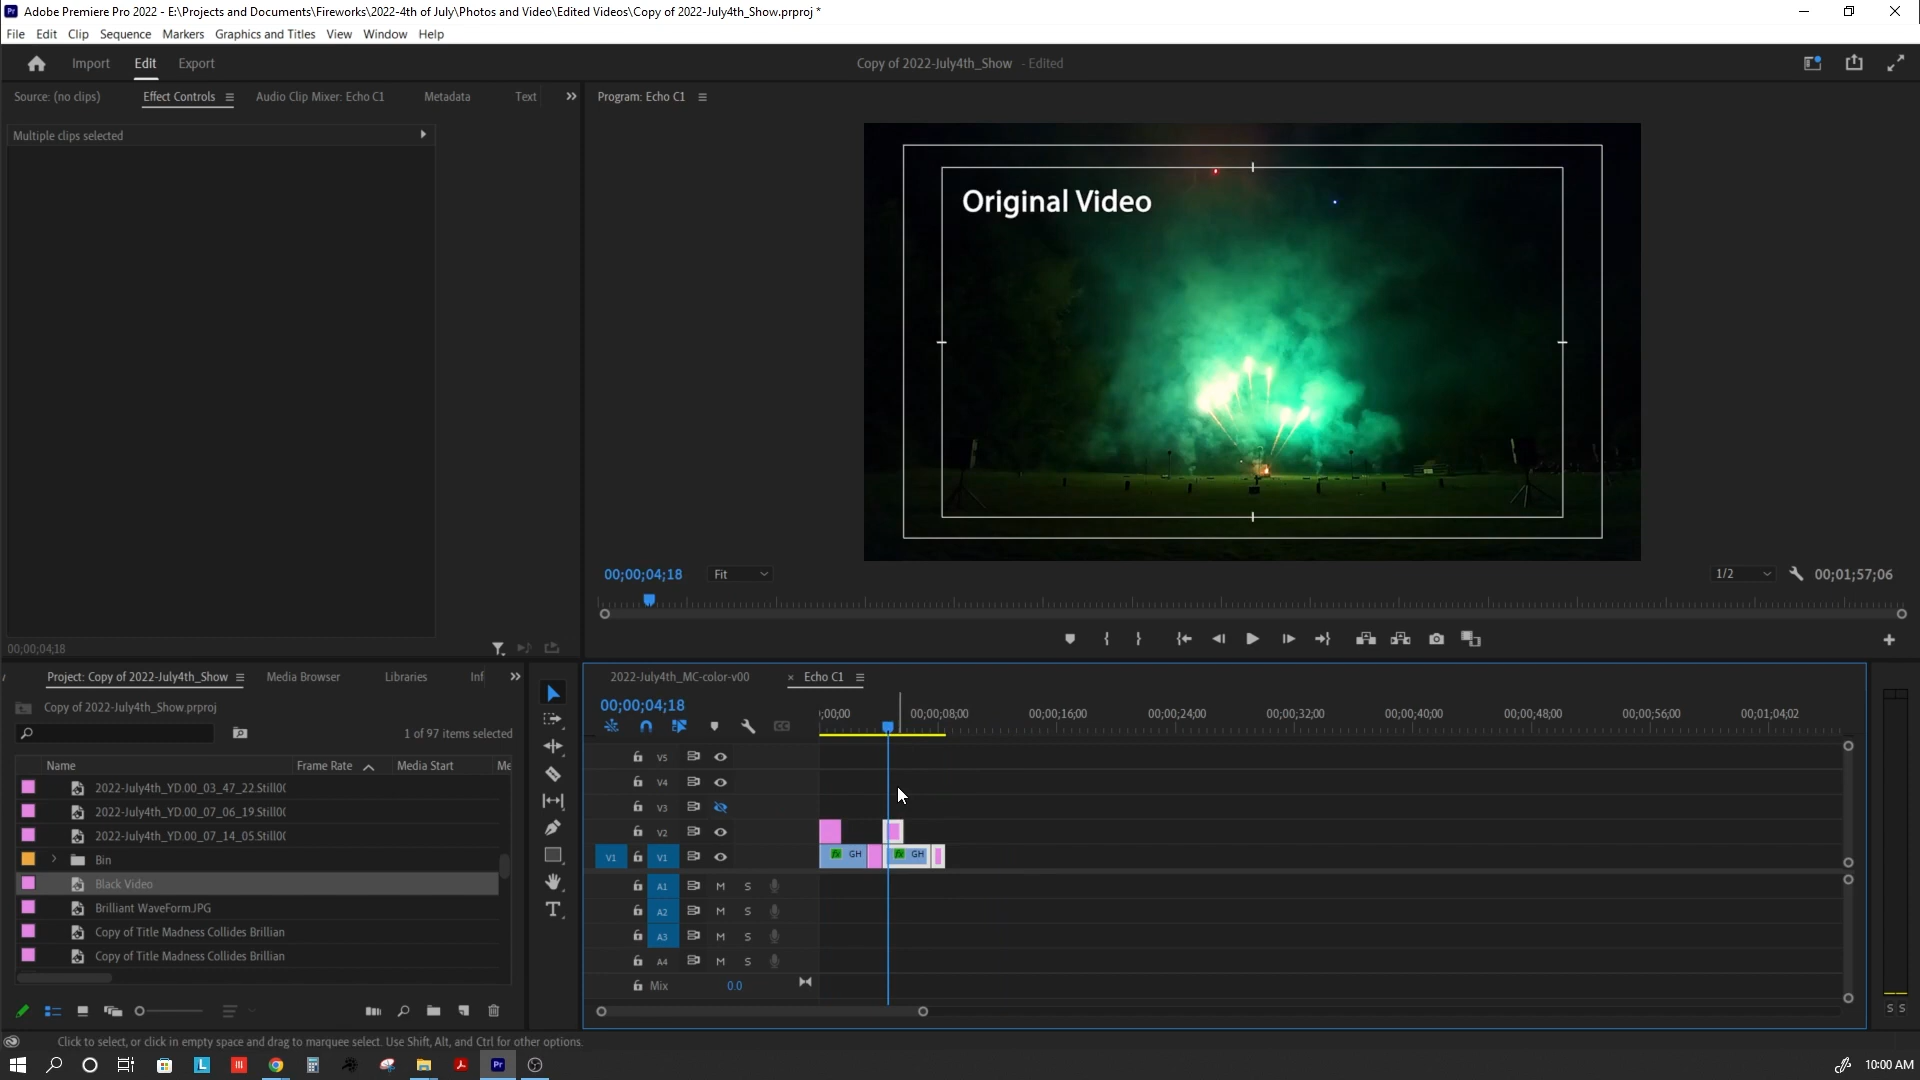 Adobe Premiere Pro 2022 - E:\Projects and Documents\Fireworks\2022-4th of July\Photos and Video\Edited Videos\Copy of 2022-July4th_Show.prproj *
File Edit Clip Sequence Markers Graphics and Titles View Window Help
Import Edit Export
Copy of 2022-July4th_Show - Edited
Source: (no clips) Effect Controls Audio Clip Mixer: Echo C1 Metadata Text
Program: Echo C1
Multiple clips selected
Original Video
00;00;04;18 Fit 1/2 00;01;57;06
00;00;04;18
Project: Copy of 2022-July4th_Show Media Browser Libraries Inf
Copy of 2022-July4th_Show.prproj
1 of 97 items selected
Name Frame Rate Media Start Me
2022-July4th_YD.00_03_47_22.Still00(
2022-July4th_YD.00_07_06_19.Still00(
2022-July4th_YD.00_07_14_05.Still00(
Bin
Black Video
Brilliant WaveForm.JPG
Copy of Title Madness Collides Brillian
Copy of Title Madness Collides Brillian
2022-July4th_MC-color-v00 × Echo C1
00;00;04;18
;00;00 00;00;08;00 00;00;16;00 00;00;24;00 00;00;32;00 00;00;40;00 00;00;48;00 00;00;56;00 00;01;04;02
V5
V4
V3
V2
V1 V1 fx GH fx GH
A1 M S
A2 M S
A3 M S
A4 M S
Mix 0.0
S S
Click to select, or click in empty space and drag to marquee select. Use Shift, Alt, and Ctrl for other options.
10:00 AM